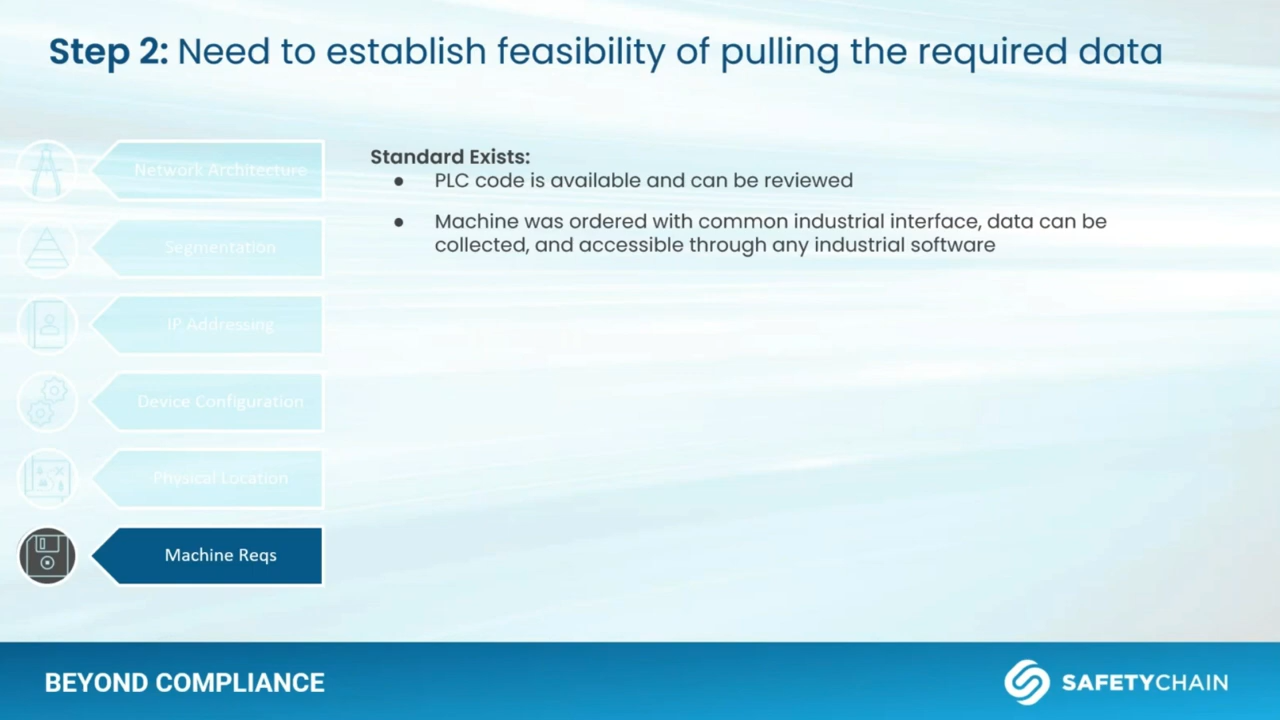 Step 2: Need to establish feasibility of pulling the required data
Network Architecture
Segmentation
IP Addressing
Device Configuration
Physical Location
Machine Reqs
Standard Exists:
● PLC code is available and can be reviewed
● Machine was ordered with common industrial interface, data can be
collected, and accessible through any industrial software
BEYOND COMPLIANCE
SAFETYCHAIN